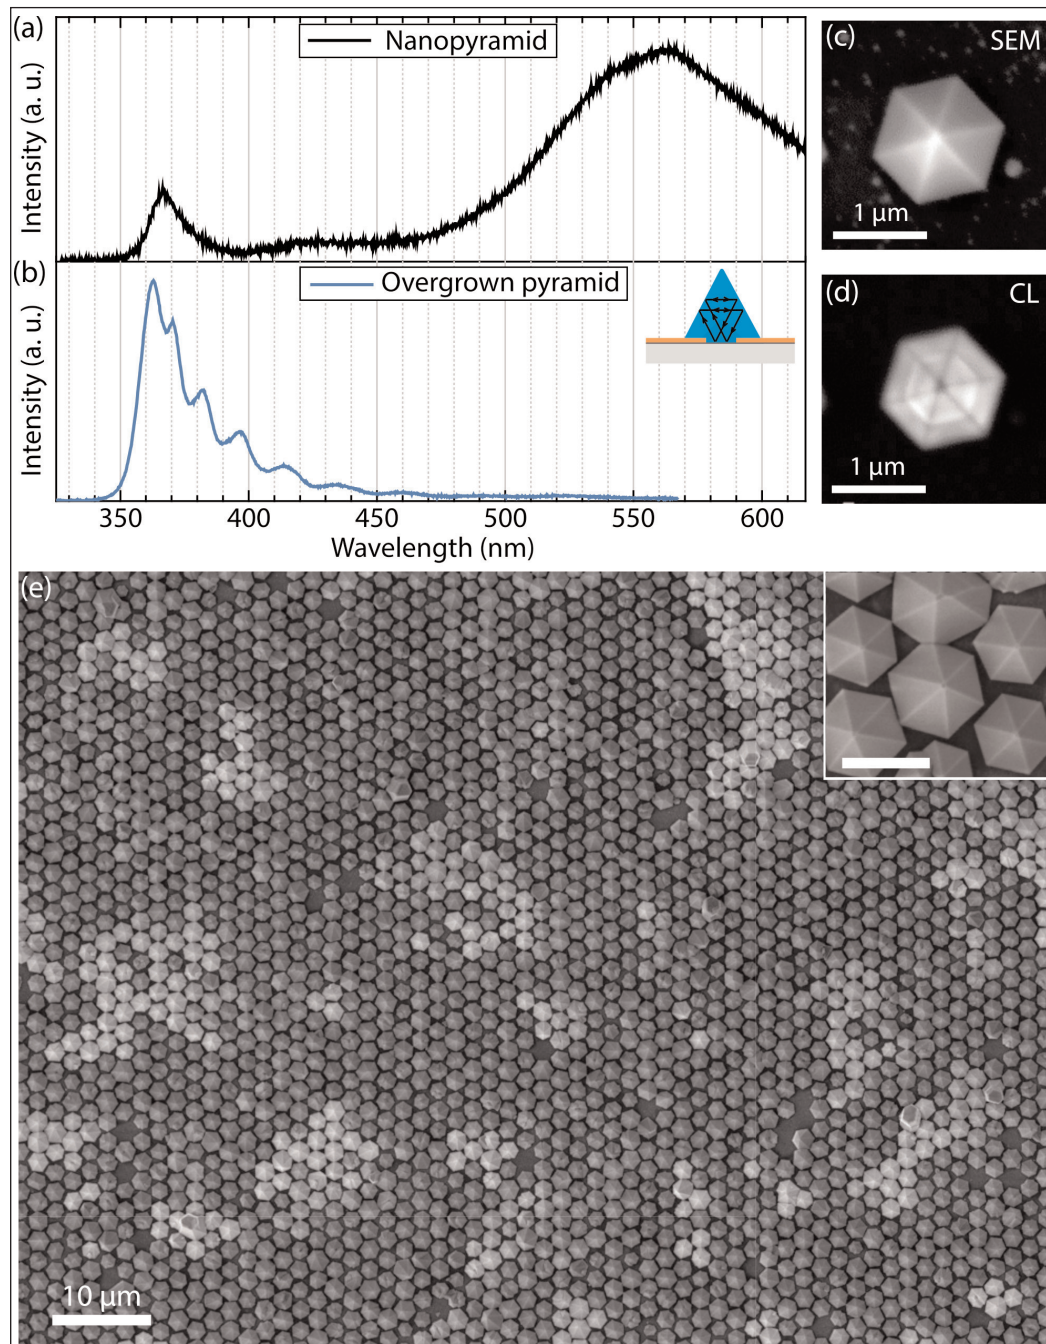 (a)
Nanopyramid
Intensity (a. u.)
(b)
Overgrown pyramid
Intensity (a. u.)
350 400 450 500 550 600
Wavelength (nm)
(c)
SEM
1 μm
(d)
CL
1 μm
(e)
10 μm